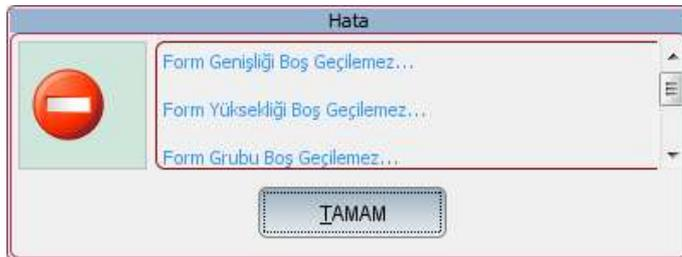 Hata
Form Genişliği Boş Geçilemez...
Form Yüksekliği Boş Geçilemez...
Form Grubu Boş Geçilemez...
TAMAM